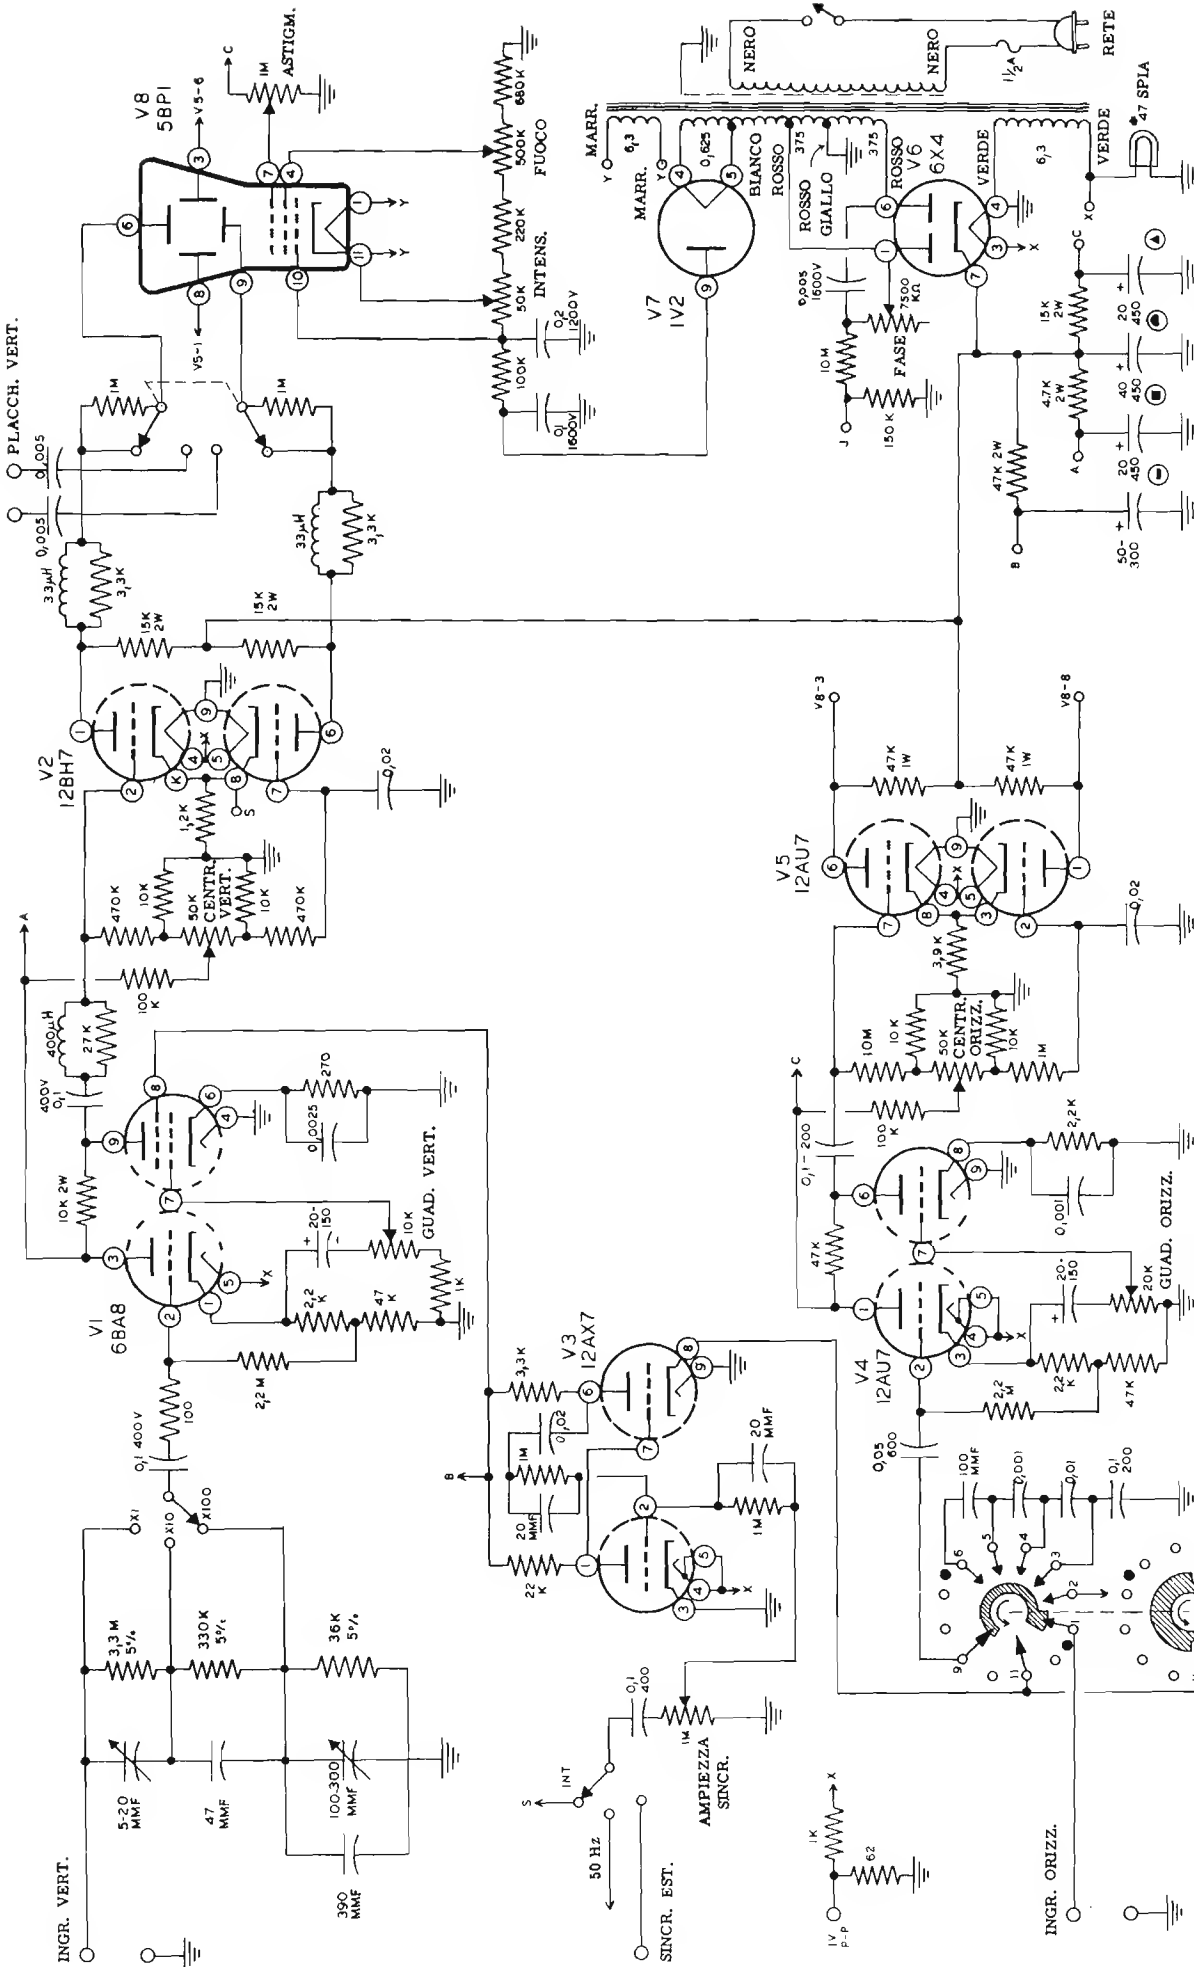 INGR. VERT.
5-20
MMF
47
MMF
100-300
MMF
390
MMF
3,3 M
5%
330K
5%
36K
5%
X1
X10
X100
0,1 400V
100
2,2 M
V1
6BA8
2,2
K
47
K
20-
150
10K
GUAD. VERT.
1K
10K 2W
0,0025
270
400V
0,1
400µH
27K
A
100
K
470K
10K
50K
CENTR.
VERT.
10K
470K
1,2K
S
V2
12BH7
0,02
15K
2W
15K
2W
33µH
3,3K
33µH
3,3K
0,005
0,005
PLACCH. VERT.
1M
1M
V5-1
V5-6
V8
5BP1
C
1M
ASTIGM.
Y
Y
100K
50K
INTENS.
220K
500K
FUOCO
680K
0,1
1600V
0,2
1200V
V7
1V2
MARR.
Y
6,3
Y
MARR.
0,625
BIANCO
ROSSO
375
ROSSO
GIALLO
375
ROSSO
V6
6X4
VERDE
6,3
VERDE
X
47 SPIA
NERO
NERO
1½A
RETE
0,005
1600V
J
10M
150 K
FASE
7500
KΩ
X
C
15K
2W
4,7K
2W
A
47K 2W
B
50-
300
20
450
40
450
20
450
S
INT
50 Hz
SINCR. EST.
0,1
400
1M
AMPIEZZA
SINCR.
B
22
K
20
MMF
1M
0,02
3,3K
V3
12AX7
X
1M
20
MMF
1V
P-P
1K
X
62
INGR. ORIZZ.
0,05
600
100
MMF
0,001
0,01
0,1
200
V4
12AU7
2,2
M
2,2
K
47K
20-
150
20K
GUAD. ORIZZ.
X
47K
0,001
2,2K
C
0,1-200
100
K
10M
10K
50K
CENTR.
ORIZZ.
10K
1M
3,9K
V5
12AU7
X
0,02
47K
1W
47K
1W
V8-3
V8-8